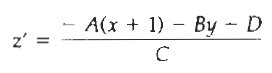 z' = - A(x + 1) - By - D / C